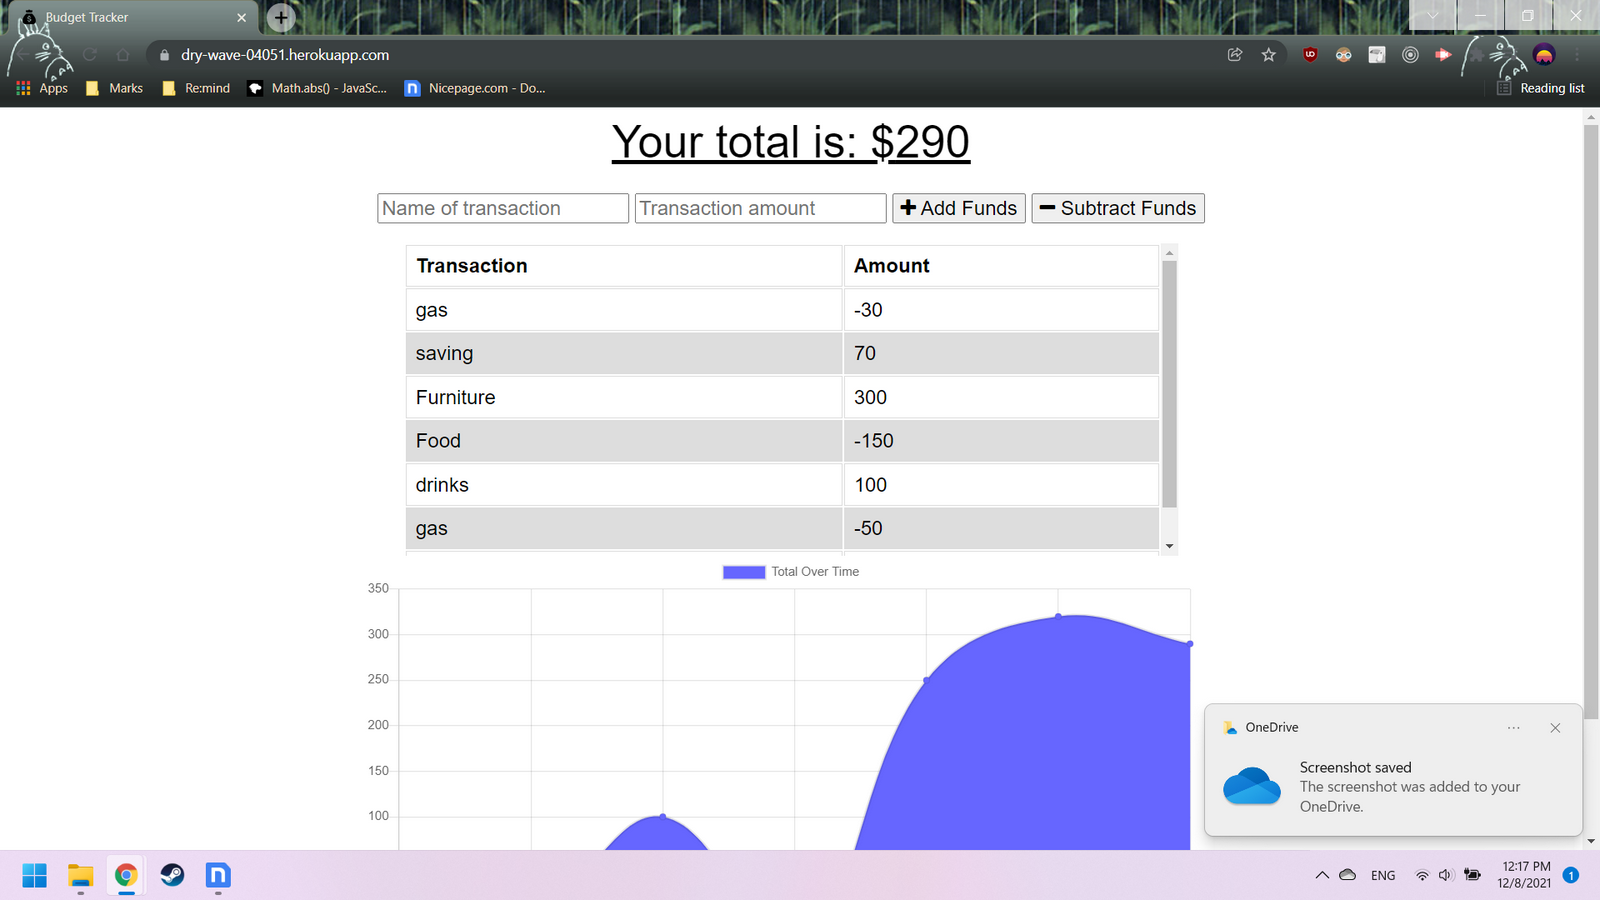 Budget Tracker
dry-wave-04051.herokuapp.com
Apps Marks Re:mind Math.abs() - JavaSc... Nicepage.com - Do... Reading list
Your total is: $290
Name of transaction Transaction amount Add Funds Subtract Funds
Transaction Amount
gas -30
saving 70
Furniture 300
Food -150
drinks 100
gas -50
Total Over Time
350
300
250
200
150
100
OneDrive
Screenshot saved
The screenshot was added to your
OneDrive.
ENG
12:17 PM
12/8/2021
1